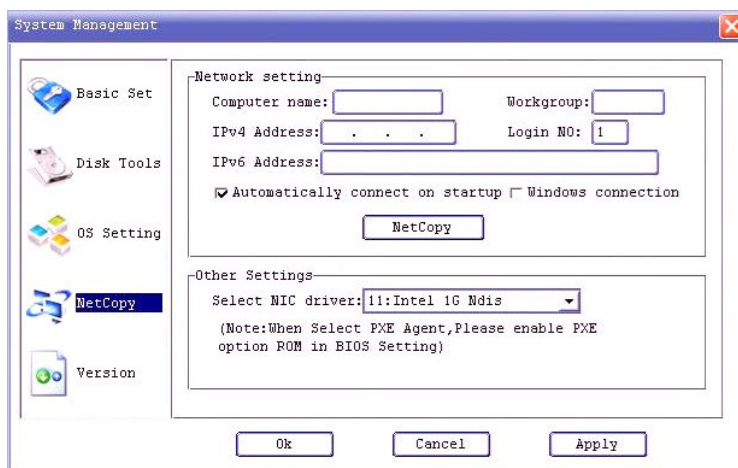 System Management
Basic Set
Disk Tools
OS Setting
NetCopy
Version
Network setting
Computer name: Workgroup:
IPv4 Address: . . . Login NO: 1
IPv6 Address:
Automatically connect on startup Windows connection
NetCopy
Other Settings
Select NIC driver: 11:Intel 1G Ndis
(Note:When Select PXE Agent,Please enable PXE
option ROM in BIOS Setting)
Ok Cancel Apply